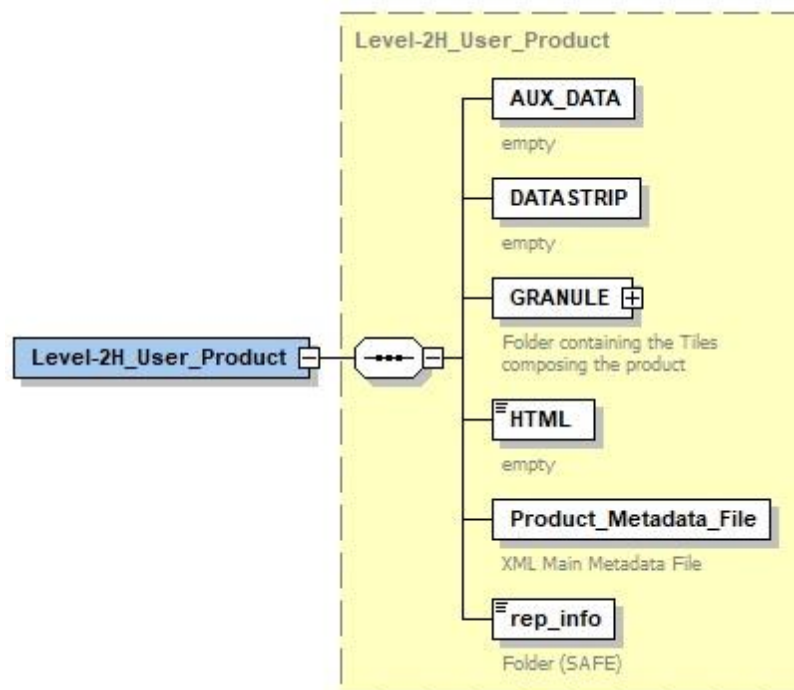 Level-2H_User_Product
AUX_DATA
empty
DATASTRIP
empty
GRANULE
Folder containing the Tiles
composing the product
Level-2H_User_Product
HTML
empty
Product_Metadata_File
XML Main Metadata File
rep_info
Folder (SAFE)